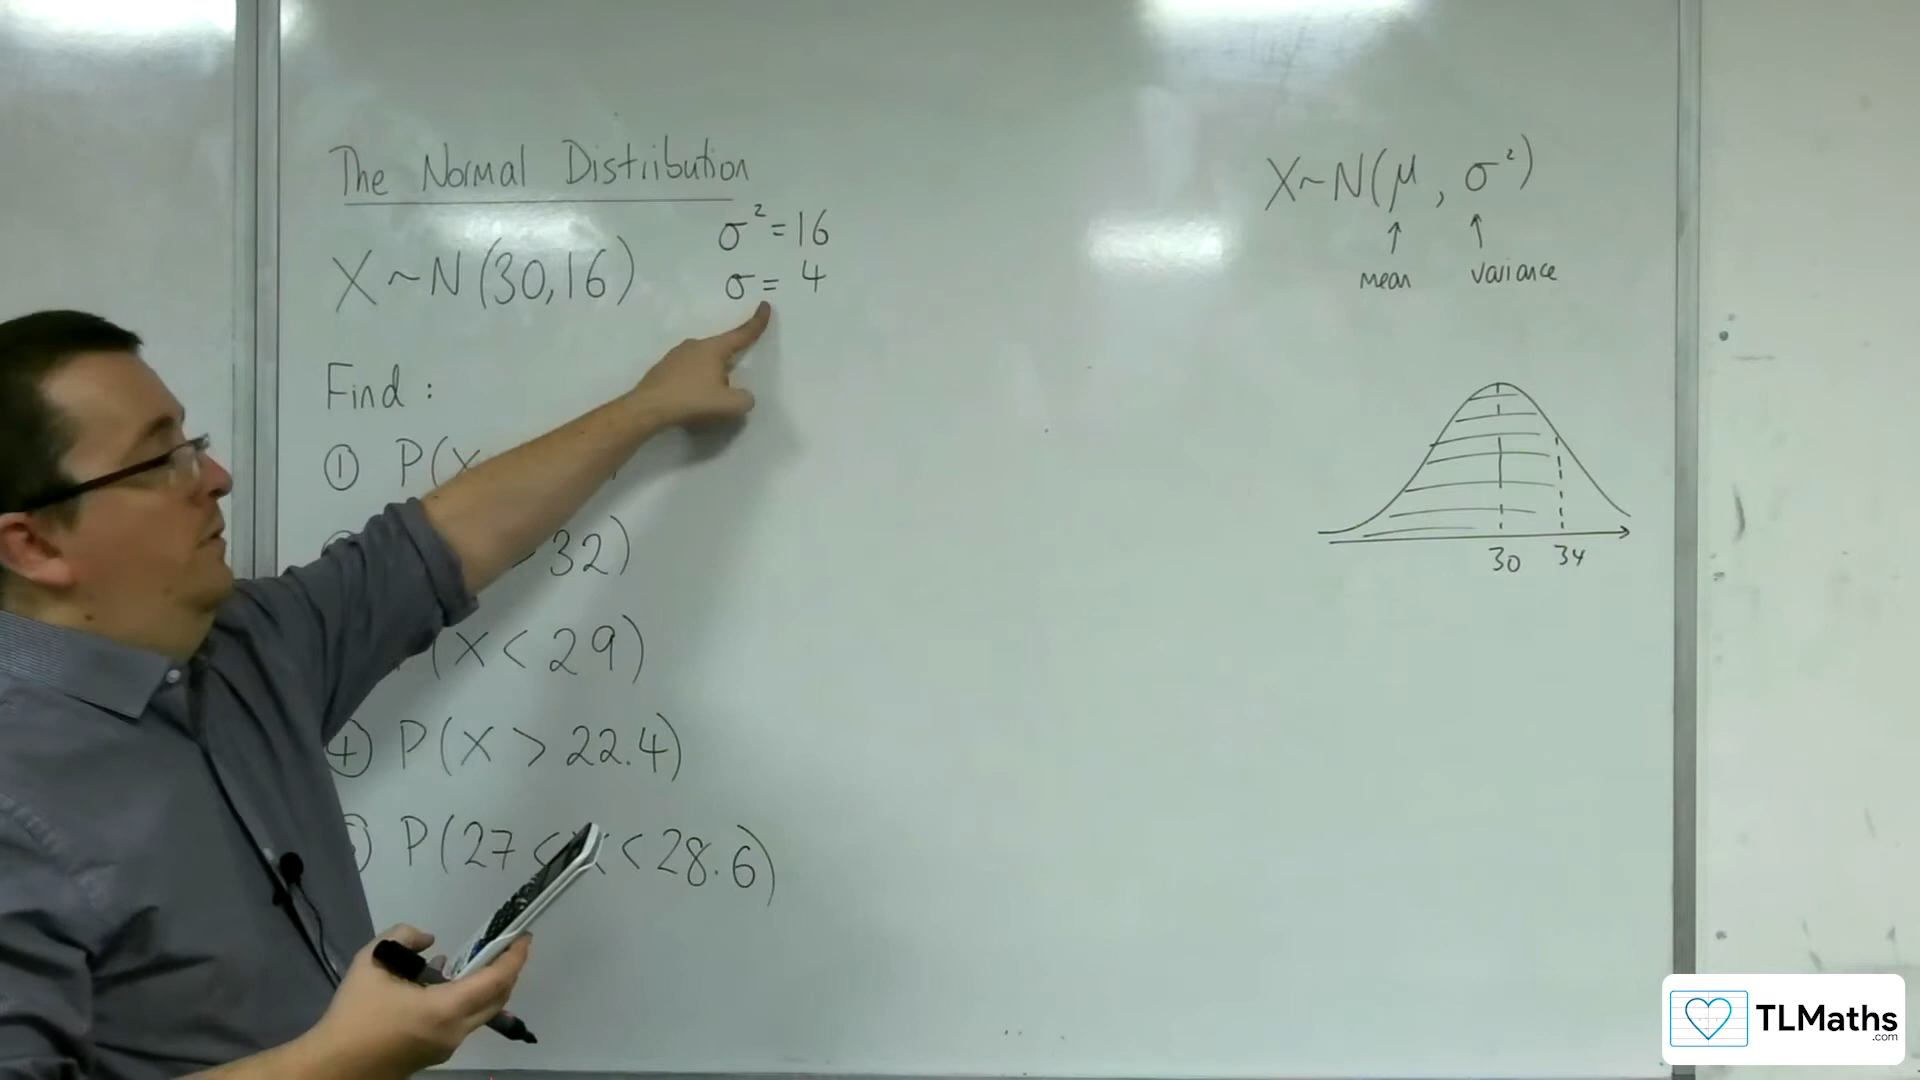 The Normal Distribution
X ~ N(30,16)
σ² = 16
σ = 4
Find :
① P(X
32)
(X < 29)
④ P(X > 22.4)
P(27 < X < 28.6)
X ~ N(μ, σ²)
↑ ↑
mean variance
30 34
TLMaths
.com